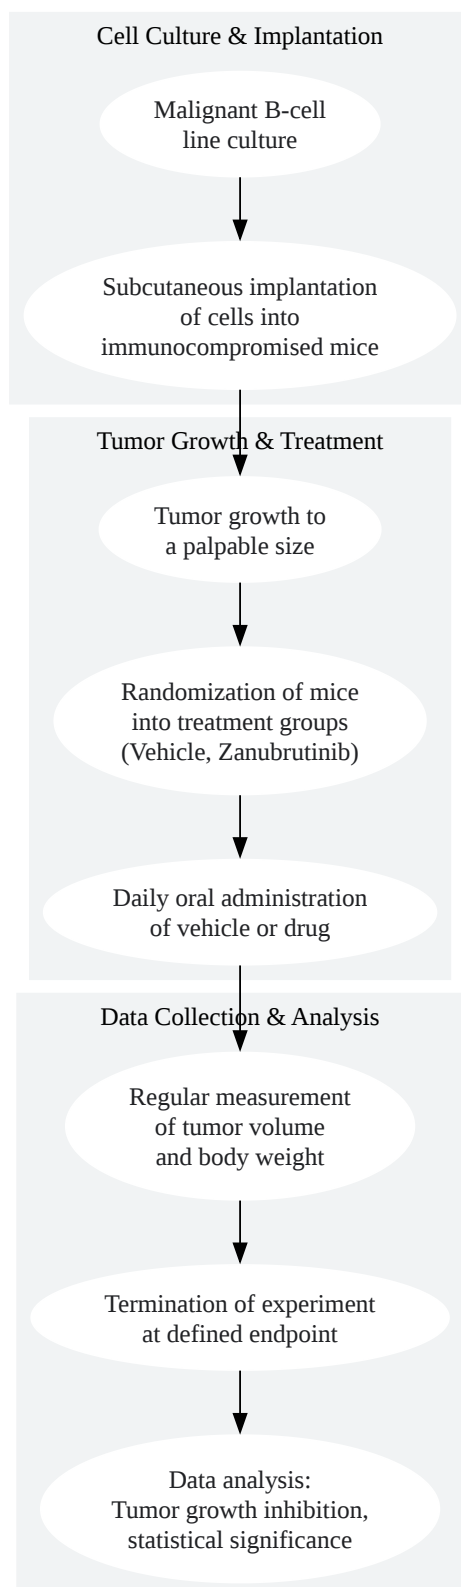 Cell Culture & Implantation
Malignant B-cell
line culture
Subcutaneous implantation
of cells into
immunocompromised mice
Tumor Growth & Treatment
Tumor growth to
a palpable size
Randomization of mice
into treatment groups
(Vehicle, Zanubrutinib)
Daily oral administration
of vehicle or drug
Data Collection & Analysis
Regular measurement
of tumor volume
and body weight
Termination of experiment
at defined endpoint
Data analysis:
Tumor growth inhibition,
statistical significance